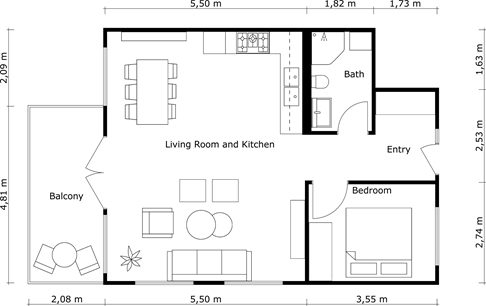 5,50 m
1,82 m
1,73 m
2,09 m
1,63 m
Bath
Living Room and Kitchen
Entry
2,53 m
Balcony
Bedroom
4,81 m
2,74 m
2,08 m
5,50 m
3,55 m